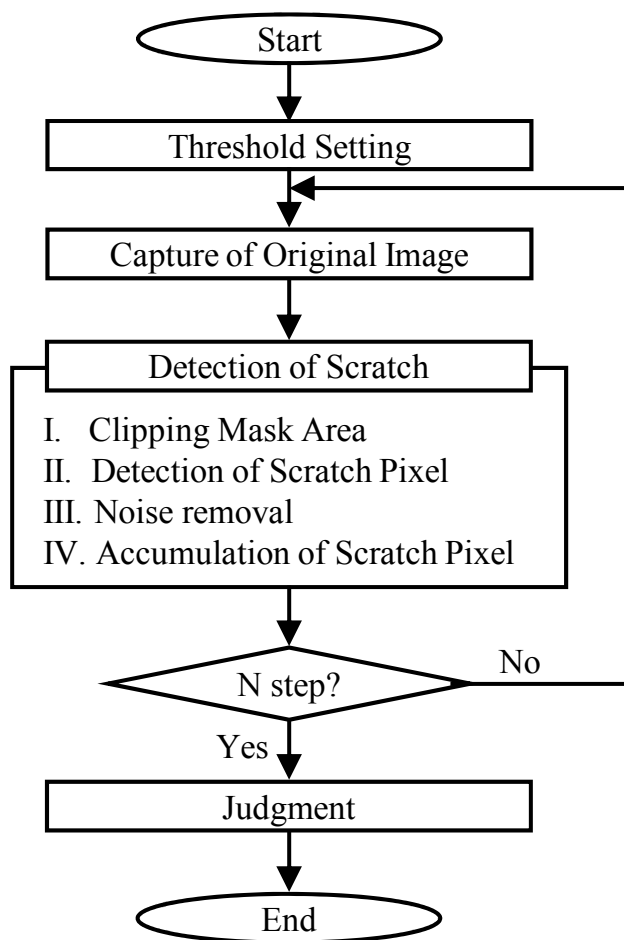 Start
Threshold Setting
Capture of Original Image
Detection of Scratch
I. Clipping Mask Area
II. Detection of Scratch Pixel
III. Noise removal
IV. Accumulation of Scratch Pixel
N step?
No
Yes
Judgment
End